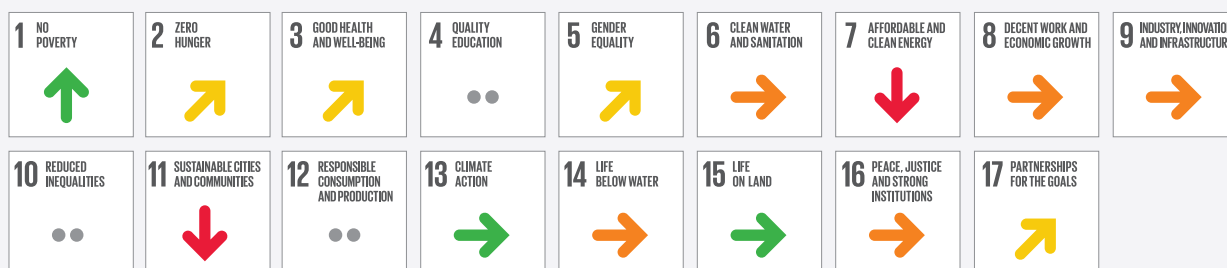 1 NO
POVERTY
2 ZERO
HUNGER
3 GOOD HEALTH
AND WELL-BEING
4 QUALITY
EDUCATION
5 GENDER
EQUALITY
6 CLEAN WATER
AND SANITATION
7 AFFORDABLE AND
CLEAN ENERGY
8 DECENT WORK AND
ECONOMIC GROWTH
9 INDUSTRY, INNOVATIO
AND INFRASTRUCTUR
10 REDUCED
INEQUALITIES
11 SUSTAINABLE CITIES
AND COMMUNITIES
12 RESPONSIBLE
CONSUMPTION
AND PRODUCTION
13 CLIMATE
ACTION
14 LIFE
BELOW WATER
15 LIFE
ON LAND
16 PEACE, JUSTICE
AND STRONG
INSTITUTIONS
17 PARTNERSHIPS
FOR THE GOALS